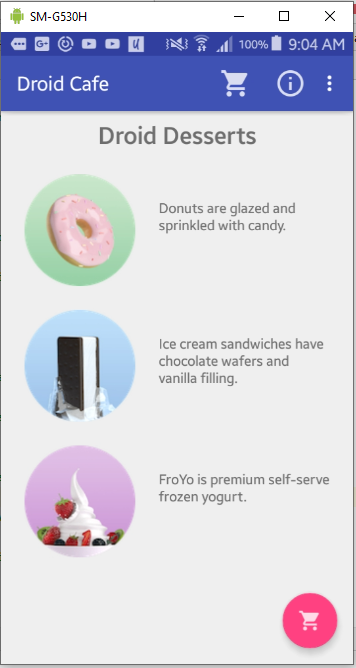 SM-G530H
100% 9:04 AM
Droid Cafe
Droid Desserts
Donuts are glazed and
sprinkled with candy.
Ice cream sandwiches have
chocolate wafers and
vanilla filling.
FroYo is premium self-serve
frozen yogurt.